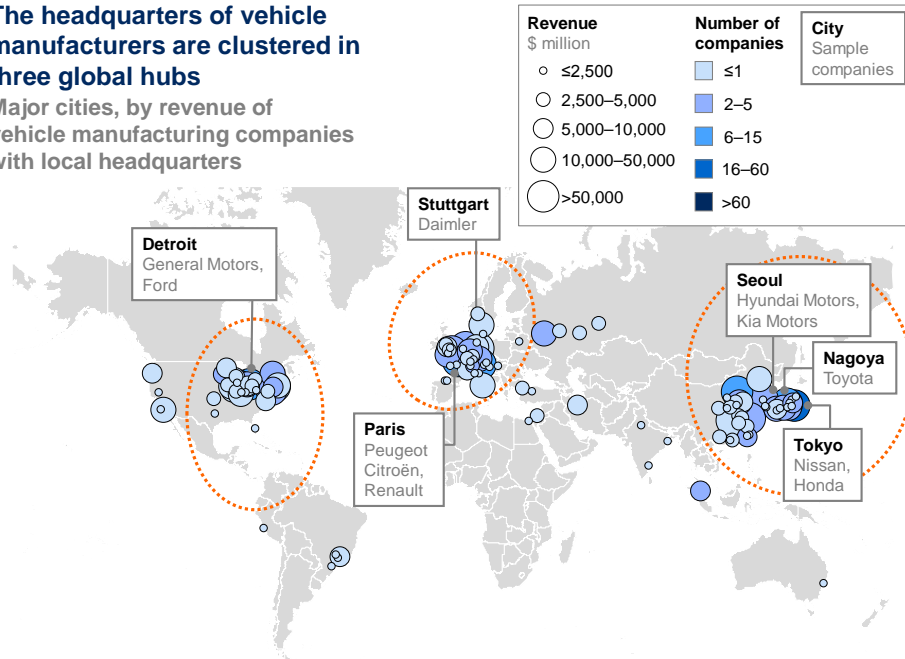 The headquarters of vehicle
manufacturers are clustered in
three global hubs
Major cities, by revenue of
vehicle manufacturing companies
with local headquarters
Revenue
$ million
≤2,500
2,500–5,000
5,000–10,000
10,000–50,000
>50,000
Number of
companies
≤1
2–5
6–15
16–60
>60
City
Sample
companies
Stuttgart
Daimler
Detroit
General Motors,
Ford
Seoul
Hyundai Motors,
Kia Motors
Nagoya
Toyota
Paris
Peugeot
Citroën,
Renault
Tokyo
Nissan,
Honda